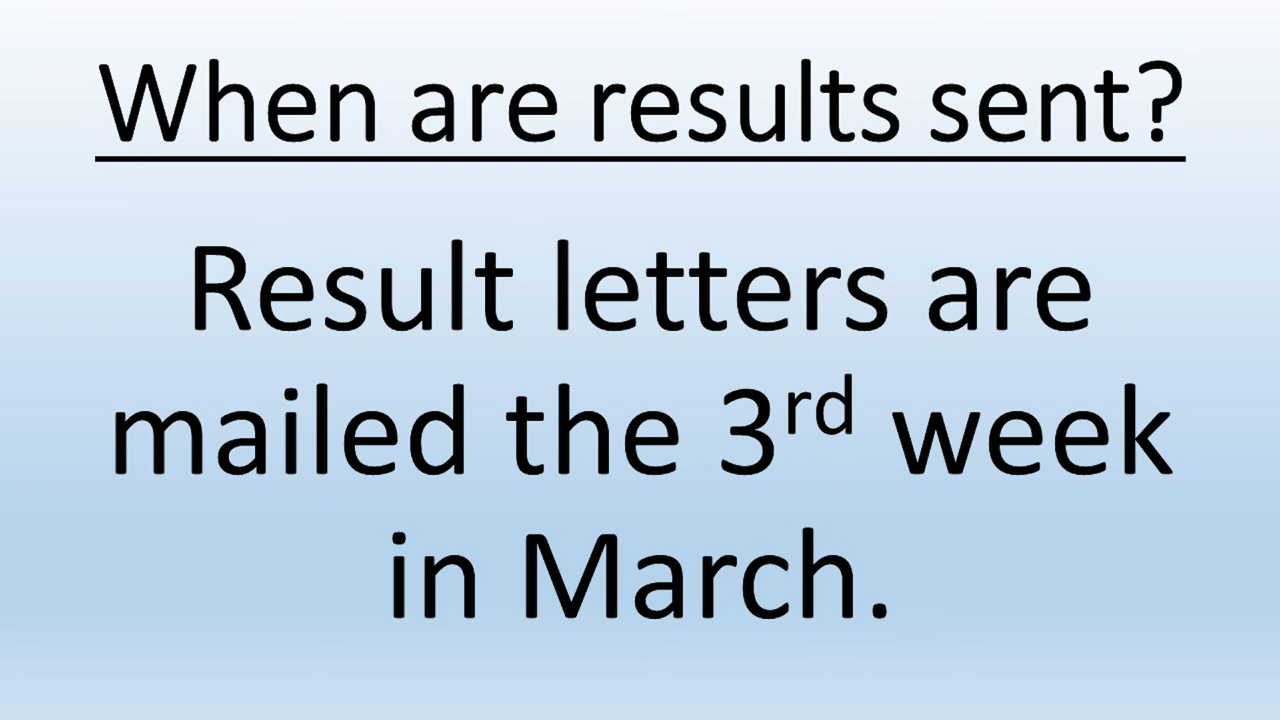 When are results sent?
Result letters are
mailed the 3rd week
in March.